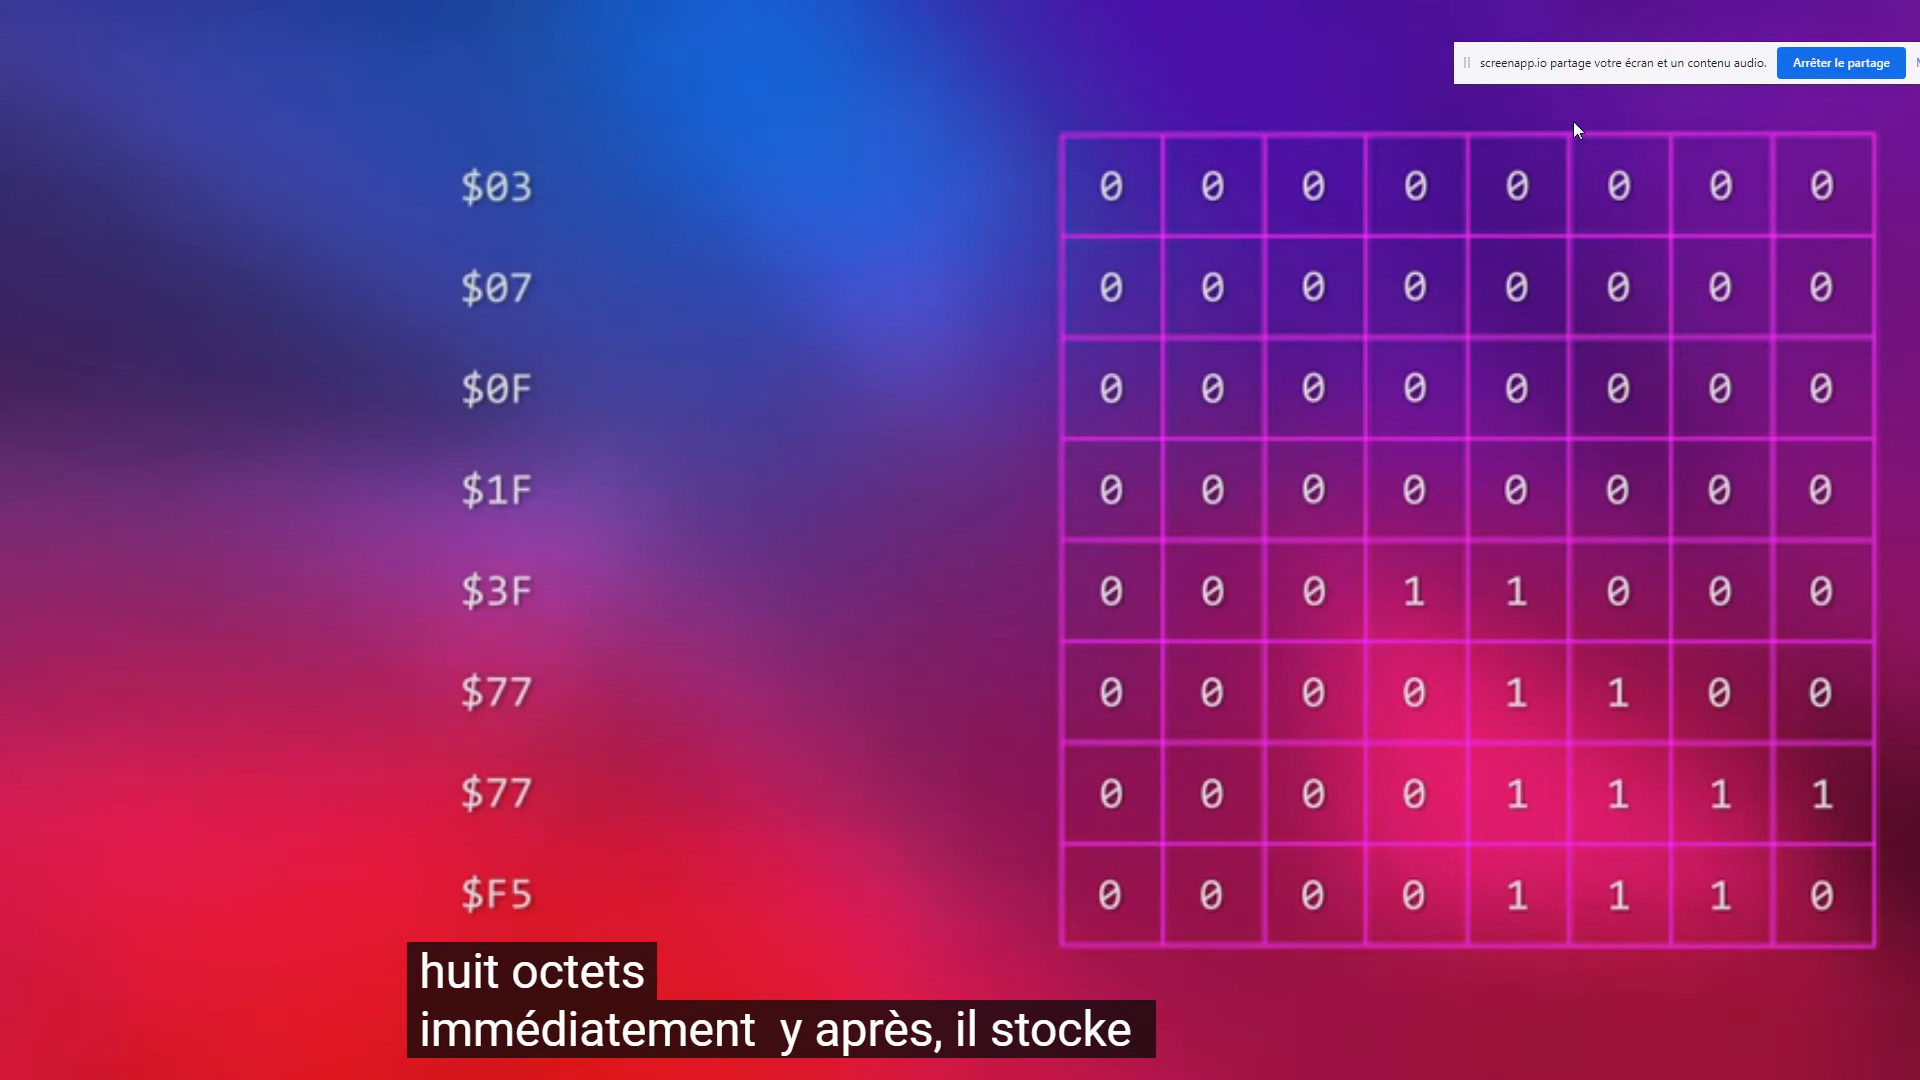 screenapp.io partage votre écran et un contenu audio. Arrêter le partage
$03 0 0 0 0 0 0 0 0
$07 0 0 0 0 0 0 0 0
$0F 0 0 0 0 0 0 0 0
$1F 0 0 0 0 0 0 0 0
$3F 0 0 0 1 1 0 0 0
$77 0 0 0 0 1 1 0 0
$77 0 0 0 0 1 1 1 1
$F5 0 0 0 0 1 1 1 0
huit octets
immédiatement y après, il stocke